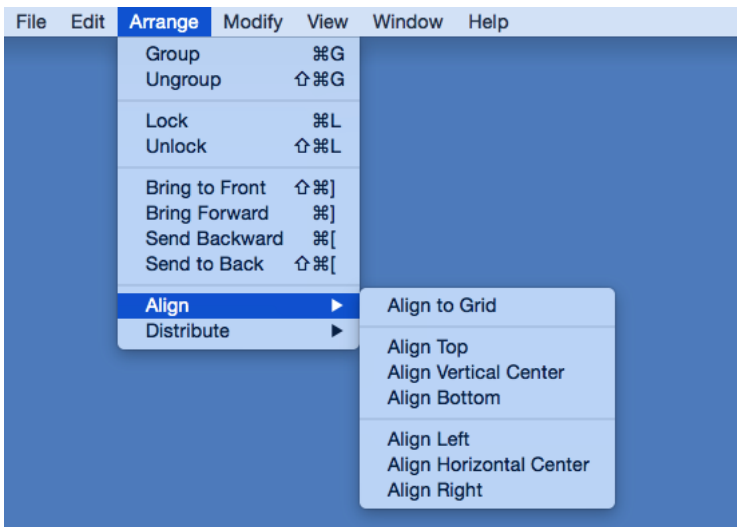 File Edit Arrange Modify View Window Help
Group ⌘G
Ungroup ⇧⌘G
Lock ⌘L
Unlock ⇧⌘L
Bring to Front ⇧⌘]
Bring Forward ⌘]
Send Backward ⌘[
Send to Back ⇧⌘[
Align ▶
Distribute ▶
Align to Grid
Align Top
Align Vertical Center
Align Bottom
Align Left
Align Horizontal Center
Align Right